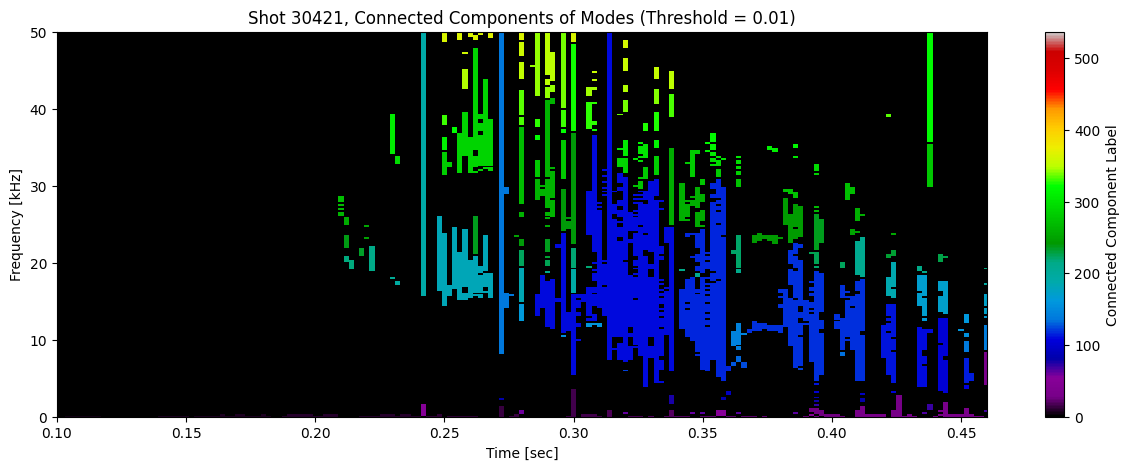 Shot 30421, Connected Components of Modes (Threshold = 0.01)
50
40
30
20
10
0
Frequency [kHz]
0.10 0.15 0.20 0.25 0.30 0.35 0.40 0.45
Time [sec]
500
400
300
200
100
0
Connected Component Label